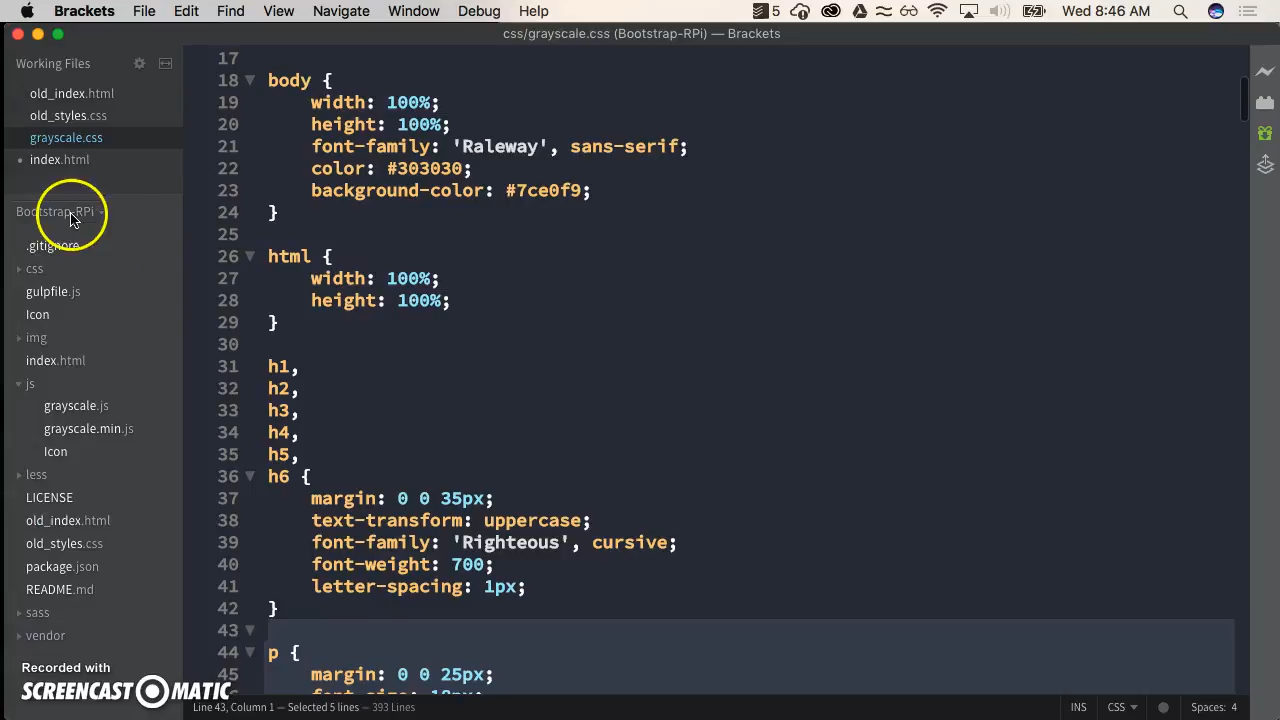 Brackets File Edit Find View Navigate Window Debug Help 5 Wed 8:46 AM
css/grayscale.css (Bootstrap-RPi) — Brackets
Working Files
old_index.html
old_styles.css
grayscale.css
index.html
Bootstrap-RPi
.gitignore
css
gulpfile.js
Icon
img
index.html
js
grayscale.js
grayscale.min.js
Icon
less
LICENSE
old_index.html
old_styles.css
package.json
README.md
sass
vendor
Recorded with
SCREENCAST-O-MATIC
17
18 body {
19 width: 100%;
20 height: 100%;
21 font-family: 'Raleway', sans-serif;
22 color: #303030;
23 background-color: #7ce0f9;
24 }
25
26 html {
27 width: 100%;
28 height: 100%;
29 }
30
31 h1,
32 h2,
33 h3,
34 h4,
35 h5,
36 h6 {
37 margin: 0 0 35px;
38 text-transform: uppercase;
39 font-family: 'Righteous', cursive;
40 font-weight: 700;
41 letter-spacing: 1px;
42 }
43
44 p {
45 margin: 0 0 25px;
Line 43, Column 1 — Selected 5 lines — 393 Lines INS CSS Spaces: 4